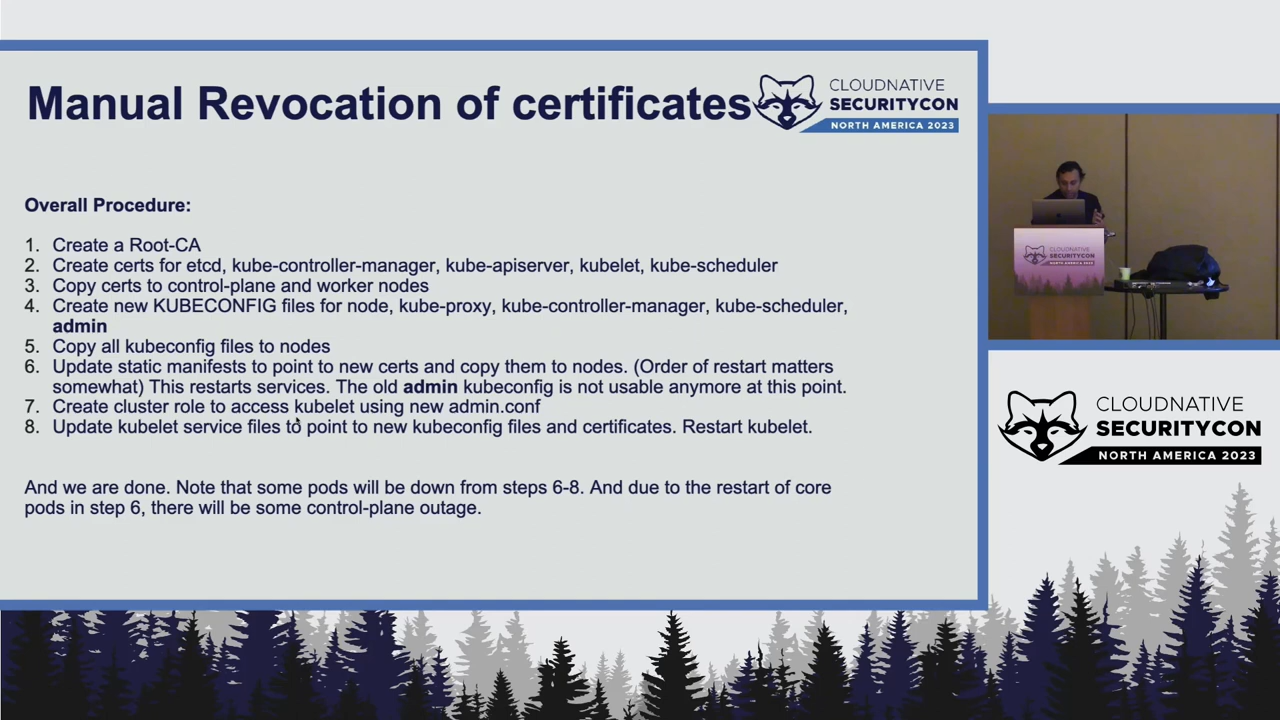 Manual Revocation of certificates
CLOUDNATIVE
SECURITYCON
NORTH AMERICA 2023
Overall Procedure:
1. Create a Root-CA
2. Create certs for etcd, kube-controller-manager, kube-apiserver, kubelet, kube-scheduler
3. Copy certs to control-plane and worker nodes
4. Create new KUBECONFIG files for node, kube-proxy, kube-controller-manager, kube-scheduler,
admin
5. Copy all kubeconfig files to nodes
6. Update static manifests to point to new certs and copy them to nodes. (Order of restart matters
somewhat) This restarts services. The old admin kubeconfig is not usable anymore at this point.
7. Create cluster role to access kubelet using new admin.conf
8. Update kubelet service files to point to new kubeconfig files and certificates. Restart kubelet.
And we are done. Note that some pods will be down from steps 6-8. And due to the restart of core
pods in step 6, there will be some control-plane outage.
CLOUDNATIVE
SECURITYCON
CLOUDNATIVE
SECURITYCON
NORTH AMERICA 2023